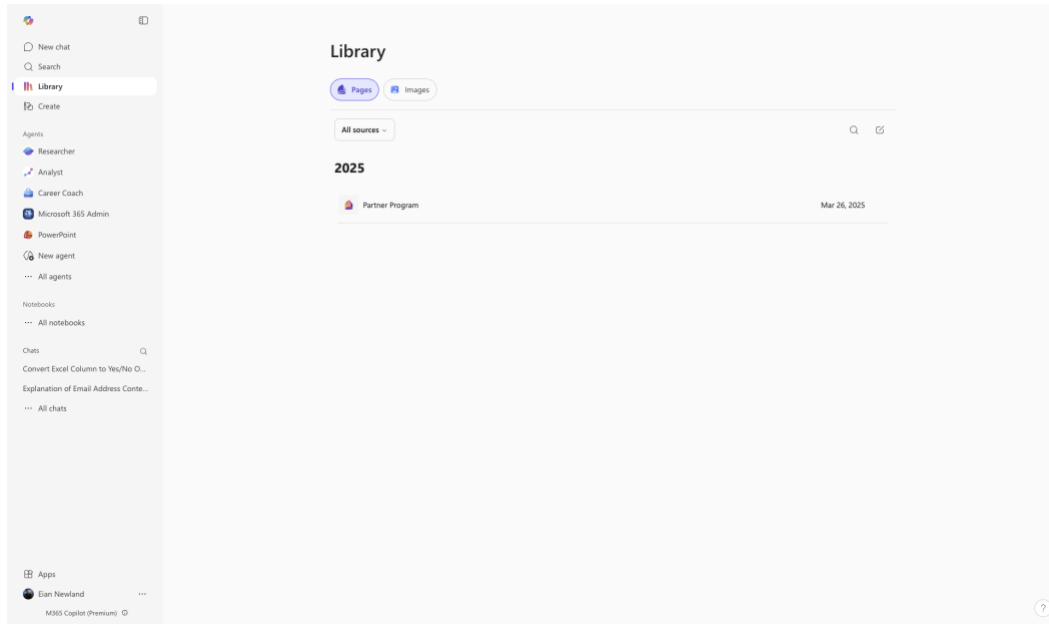 New chat
Search
Library
Create
Agents
Researcher
Analyst
Career Coach
Microsoft 365 Admin
PowerPoint
New agent
All agents
Notebooks
All notebooks
Chats
Convert Excel Column to Yes/No O...
Explanation of Email Address Conte...
All chats
Apps
Eian Newland
M365 Copilot (Premium)
Library
Pages
Images
All sources
2025
Partner Program Mar 26, 2025
?